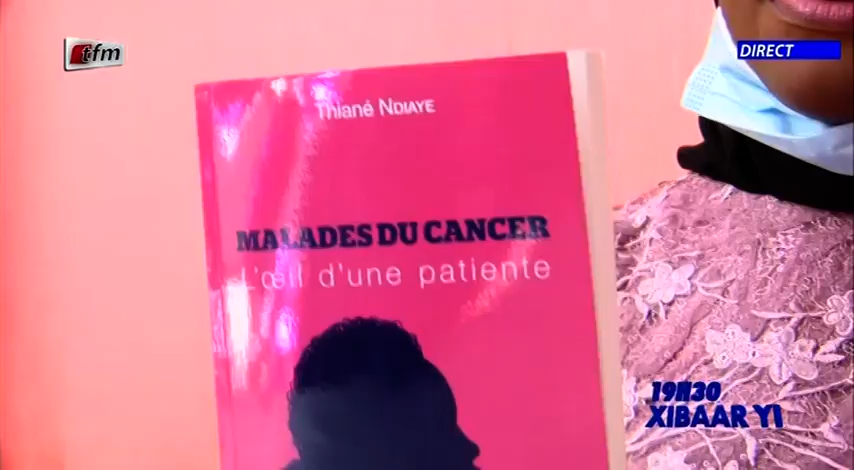 tfm
DIRECT
Thiané NDIAYE
MALADES DU CANCER
L'œil d'une patiente
19H30
XIBAAR YI